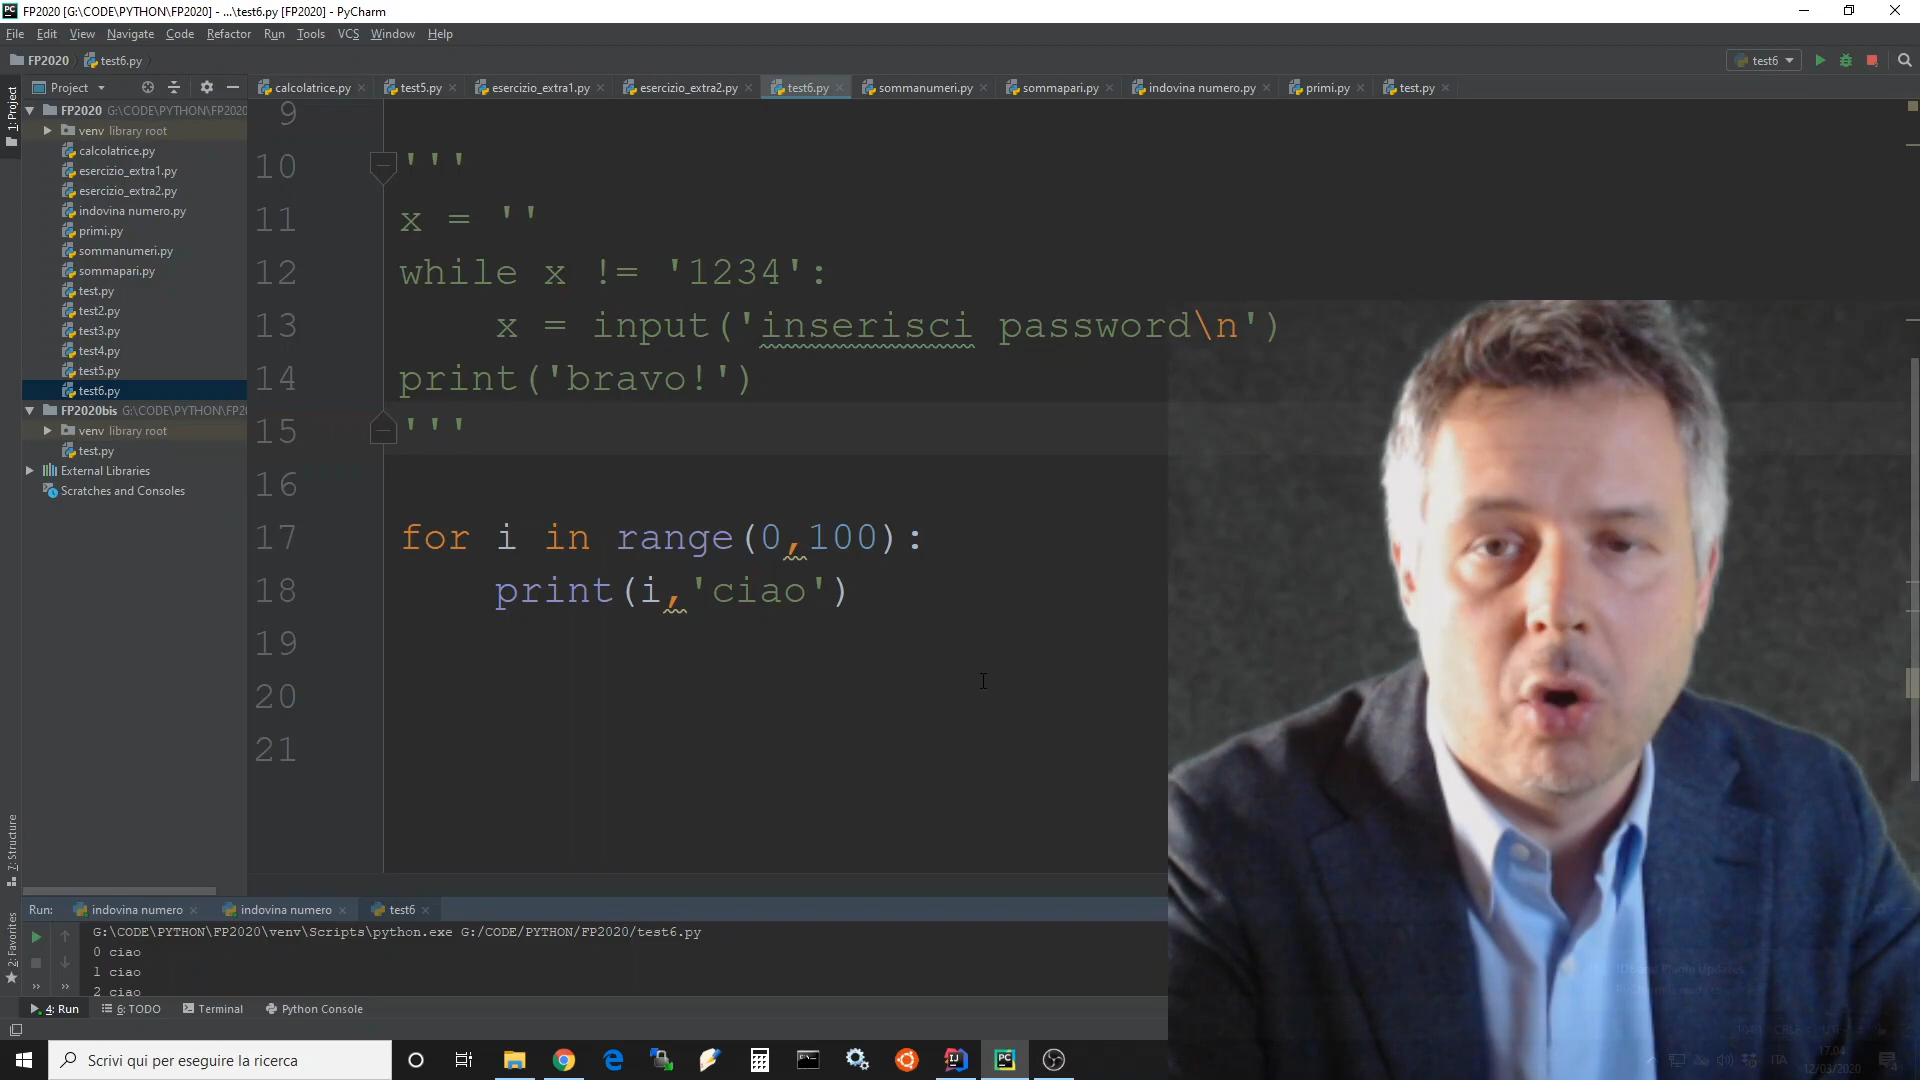 FP2020 [G:\CODE\PYTHON\FP2020] - ...\test6.py [FP2020] - PyCharm
File Edit View Navigate Code Refactor Run Tools VCS Window Help
FP2020 test6.py test6
Project
calcolatrice.py test5.py esercizio_extra1.py esercizio_extra2.py test6.py sommanumeri.py sommapari.py indovina numero.py primi.py test.py
1: Project
FP2020 G:\CODE\PYTHON\FP2020
venv library root
calcolatrice.py
esercizio_extra1.py
esercizio_extra2.py
indovina numero.py
primi.py
sommanumeri.py
sommapari.py
test.py
test2.py
test3.py
test4.py
test5.py
test6.py
FP2020bis G:\CODE\PYTHON\FP2
venv library root
test.py
External Libraries
Scratches and Consoles
9
10 '''
11 x = ''
12 while x != '1234':
13 x = input('inserisci password\n')
14 print('bravo!')
15 '''
16
17 for i in range(0,100):
18 print(i,'ciao')
19
20
21
7: Structure
2: Favorites
Run: indovina numero indovina numero test6
G:\CODE\PYTHON\FP2020\venv\Scripts\python.exe G:/CODE/PYTHON/FP2020/test6.py
0 ciao
1 ciao
2 ciao
4: Run 6: TODO Terminal Python Console
Scrivi qui per eseguire la ricerca
ITA
17:04
12/03/2020